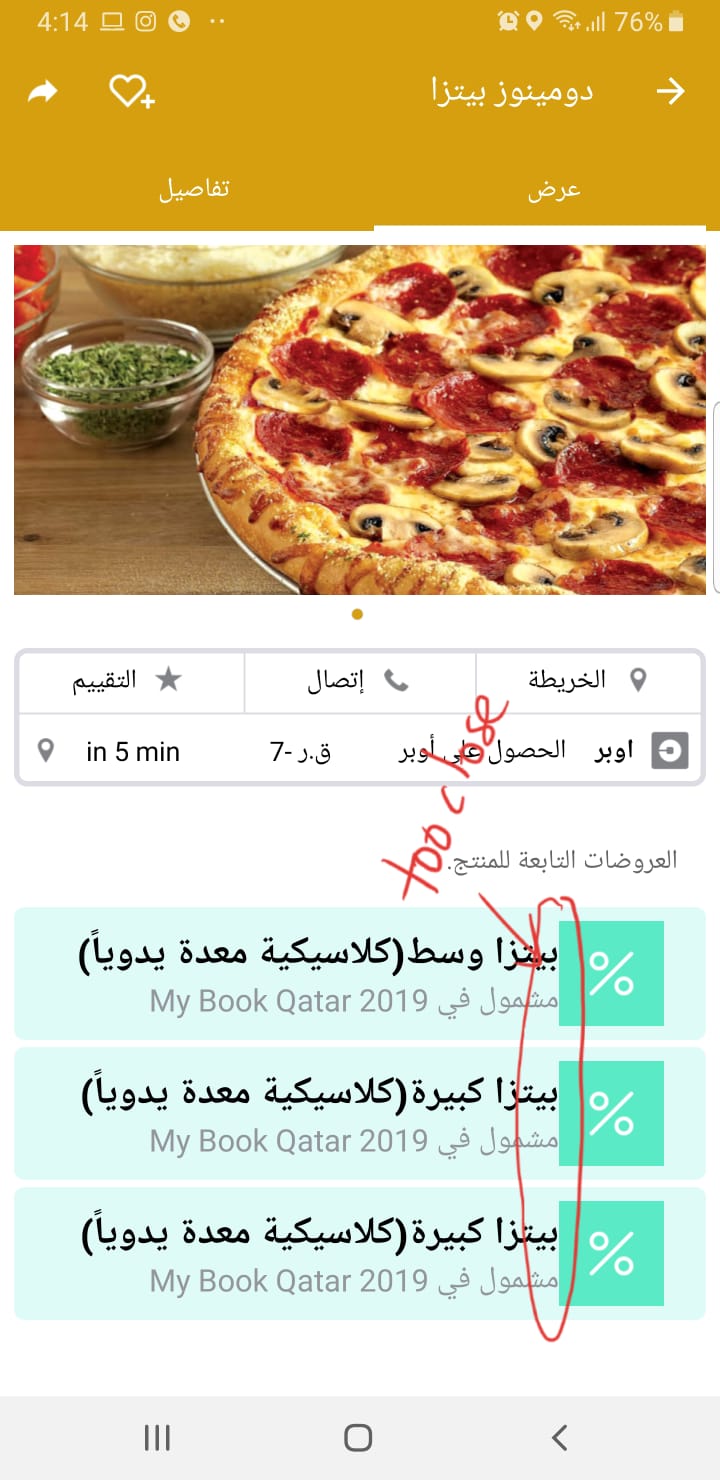 4:14 76%
دومينوز بيتزا
عرض تفاصيل
الخريطة إتصال التقييم
اوبر الحصول على أوبر ق.ر.-7 in 5 min
too close
العروضات التابعة للمنتج.
%
بيتزا وسط(كلاسيكية معدة يدوياً)
مشمول في My Book Qatar 2019
%
بيتزا كبيرة(كلاسيكية معدة يدوياً)
مشمول في My Book Qatar 2019
%
بيتزا كبيرة(كلاسيكية معدة يدوياً)
مشمول في My Book Qatar 2019